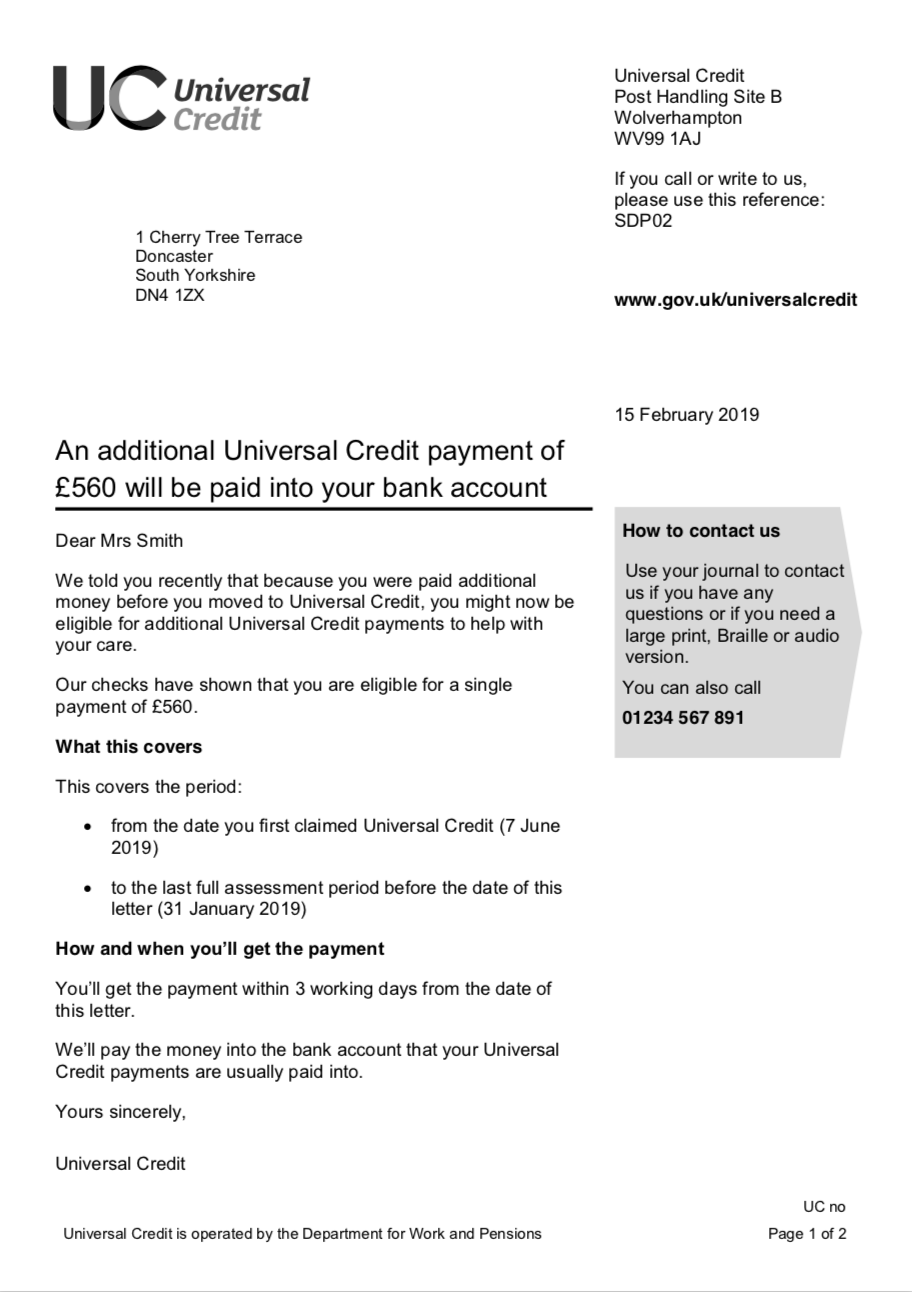 UC Universal
Credit
Universal Credit
Post Handling Site B
Wolverhampton
WV99 1AJ
If you call or write to us,
please use this reference:
SDP02
1 Cherry Tree Terrace
Doncaster
South Yorkshire
DN4 1ZX
www.gov.uk/universalcredit
15 February 2019
An additional Universal Credit payment of
£560 will be paid into your bank account
Dear Mrs Smith
We told you recently that because you were paid additional
money before you moved to Universal Credit, you might now be
eligible for additional Universal Credit payments to help with
your care.
Our checks have shown that you are eligible for a single
payment of £560.
What this covers
This covers the period:
• from the date you first claimed Universal Credit (7 June
2019)
• to the last full assessment period before the date of this
letter (31 January 2019)
How and when you’ll get the payment
You’ll get the payment within 3 working days from the date of
this letter.
We’ll pay the money into the bank account that your Universal
Credit payments are usually paid into.
Yours sincerely,
Universal Credit
How to contact us
Use your journal to contact
us if you have any
questions or if you need a
large print, Braille or audio
version.
You can also call
01234 567 891
UC no
Universal Credit is operated by the Department for Work and Pensions
Page 1 of 2